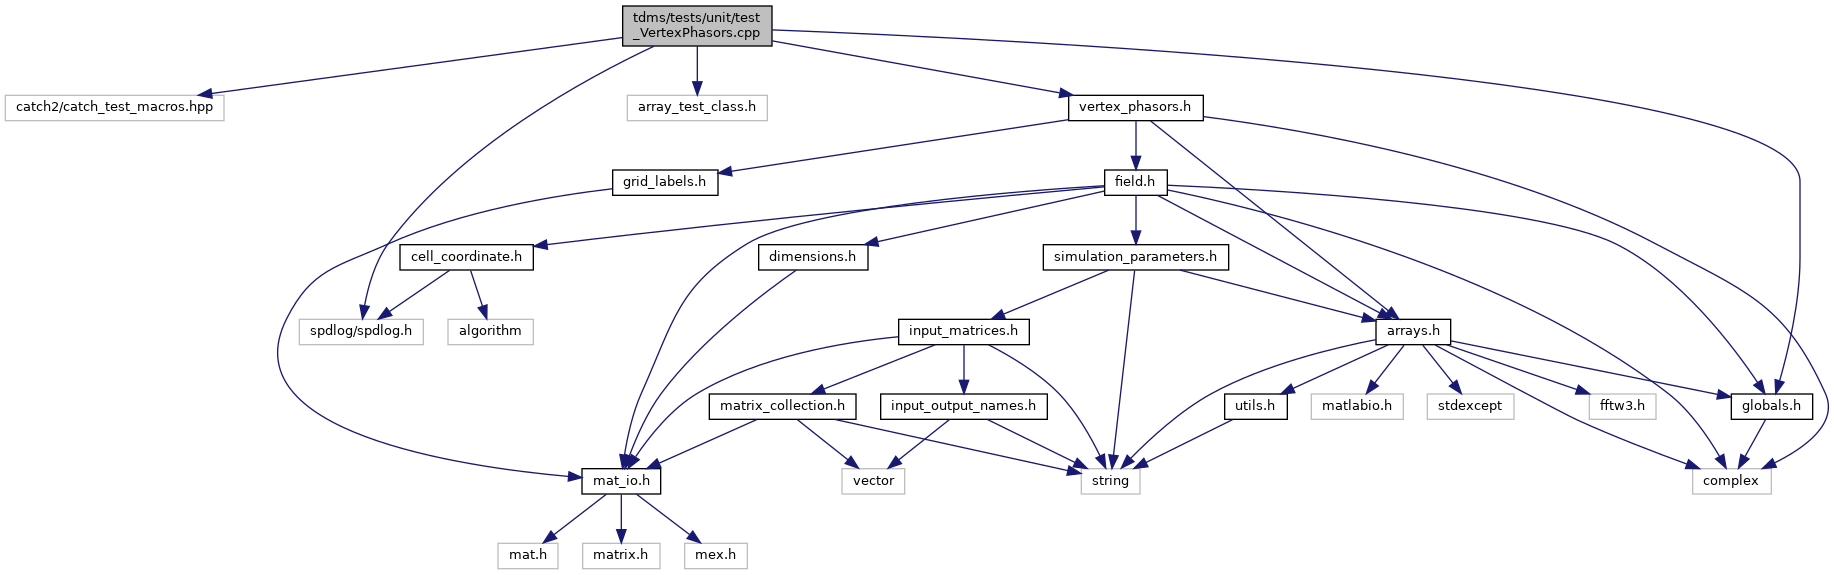 tdms/tests/unit/test
_VertexPhasors.cpp
catch2/catch_test_macros.hpp
array_test_class.h
vertex_phasors.h
grid_labels.h
field.h
cell_coordinate.h
dimensions.h
simulation_parameters.h
spdlog/spdlog.h
algorithm
input_matrices.h
arrays.h
matrix_collection.h
input_output_names.h
utils.h
matlabio.h
stdexcept
fftw3.h
globals.h
mat_io.h
vector
string
complex
mat.h
matrix.h
mex.h